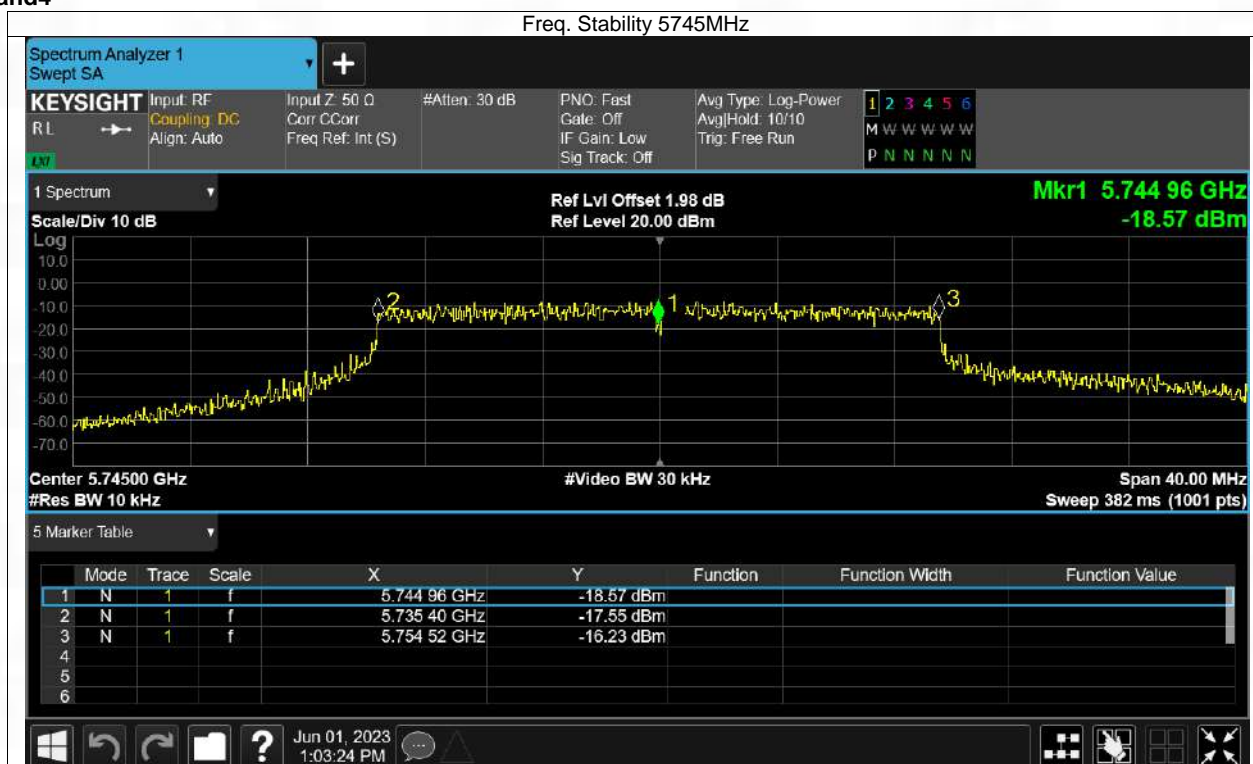 and4
Freq. Stability 5745MHz
Spectrum Analyzer 1
Swept SA
+
KEYSIGHT
RL
LXI
Input: RF
Coupling: DC
Align: Auto
Input Z: 50 Ω
Corr CCorr
Freq Ref: Int (S)
#Atten: 30 dB
PNO: Fast
Gate: Off
IF Gain: Low
Sig Track: Off
Avg Type: Log-Power
Avg|Hold: 10/10
Trig: Free Run
1 2 3 4 5 6
M W W W W W
P N N N N N
1 Spectrum
Scale/Div 10 dB
Ref Lvl Offset 1.98 dB
Ref Level 20.00 dBm
Mkr1 5.744 96 GHz
-18.57 dBm
Log
10.0
0.00
-10.0
-20.0
-30.0
-40.0
-50.0
-60.0
-70.0
2
1
3
Center 5.74500 GHz
#Video BW 30 kHz
Span 40.00 MHz
#Res BW 10 kHz
Sweep 382 ms (1001 pts)
5 Marker Table
Mode Trace Scale X Y Function Function Width Function Value
1 N 1 f 5.744 96 GHz -18.57 dBm
2 N 1 f 5.735 40 GHz -17.55 dBm
3 N 1 f 5.754 52 GHz -16.23 dBm
4
5
6
?
Jun 01, 2023
1:03:24 PM